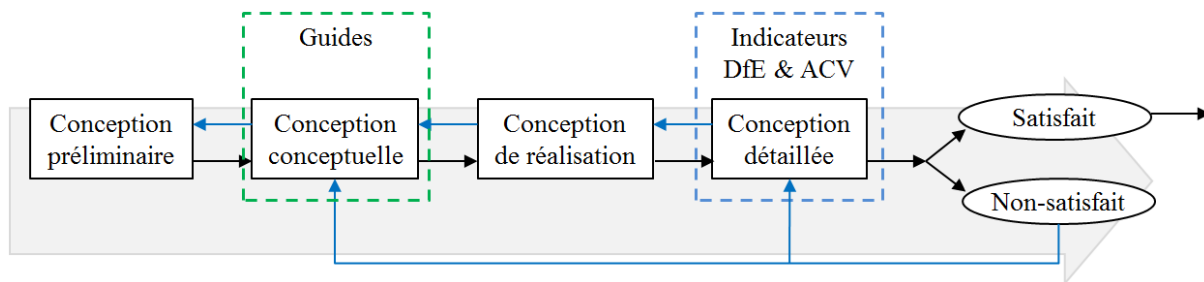 Guides
Indicateurs
DfE & ACV
Conception
préliminaire
Conception
conceptuelle
Conception
de réalisation
Conception
détaillée
Satisfait
Non-satisfait